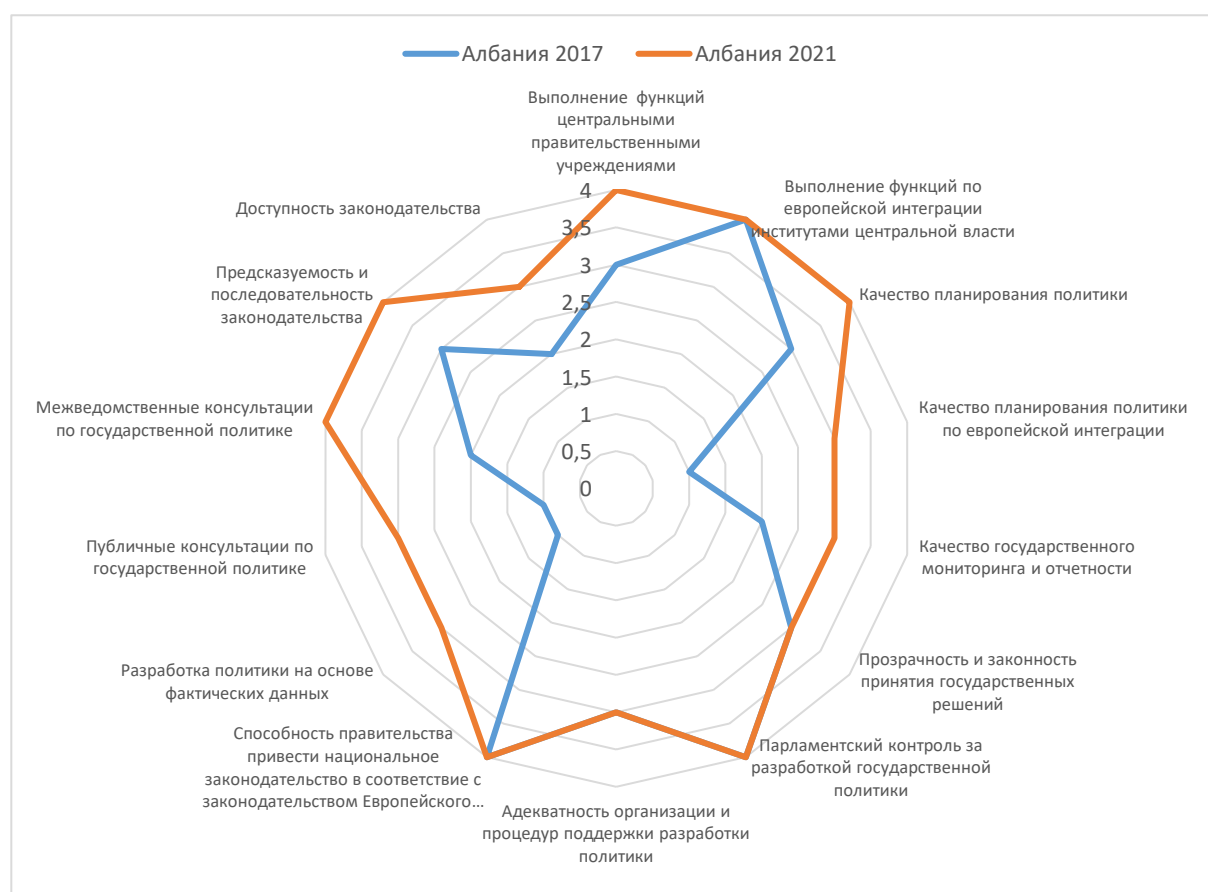 Албания 2017
Албания 2021
Выполнение функций
центральными
правительственными
учреждениями
Выполнение функций по
европейской интеграции
институтами центральной власти
Качество планирования политики
Качество планирования политики
по европейской интеграции
Качество государственного
мониторинга и отчетности
Прозрачность и законность
принятия государственных
решений
Парламентский контроль за
разработкой государственной
политики
Адекватность организации и
процедур поддержки разработки
политики
Способность правительства
привести национальное
законодательство в соответствие с
законодательством Европейского...
Разработка политики на основе
фактических данных
Публичные консультации по
государственной политике
Межведомственные консультации
по государственной политике
Предсказуемость и
последовательность
законодательства
Доступность законодательства
4
3,5
3
2,5
2
1,5
1
0,5
0